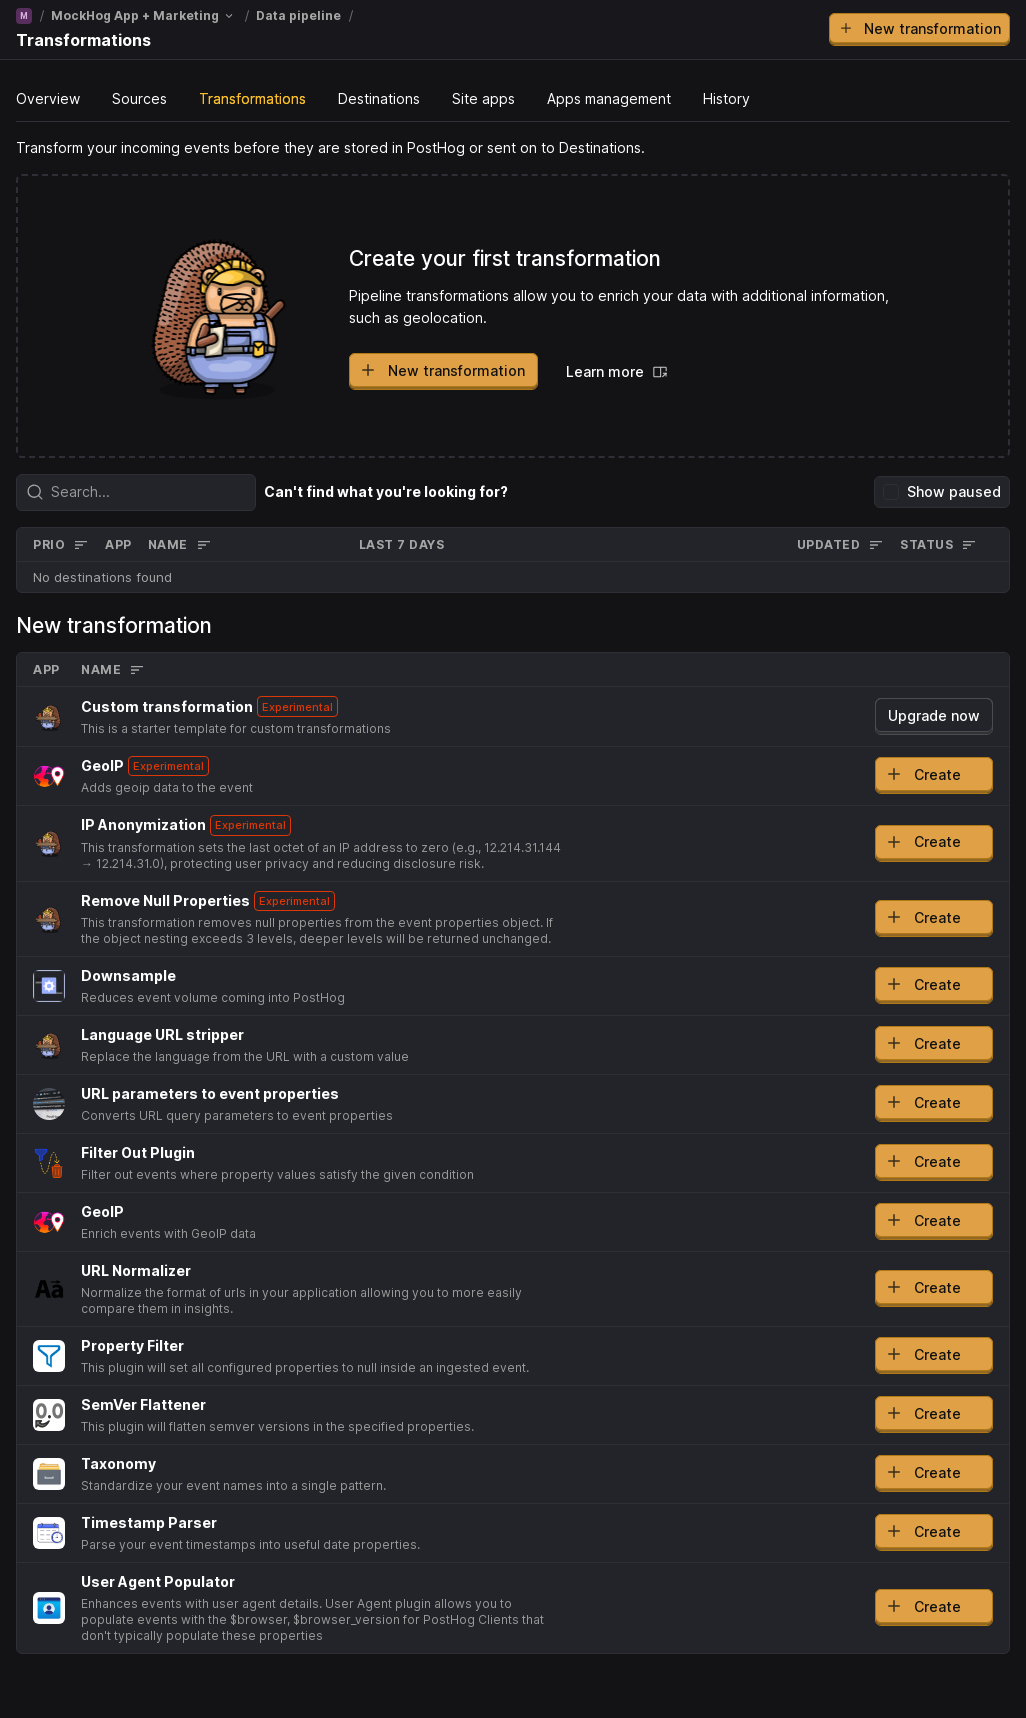 M / MockHog App + Marketing / Data pipeline /
Transformations
New transformation
Overview Sources Transformations Destinations Site apps Apps management History
Transform your incoming events before they are stored in PostHog or sent on to Destinations.
Create your first transformation
Pipeline transformations allow you to enrich your data with additional information,
such as geolocation.
New transformation Learn more
Search... Can't find what you're looking for? Show paused
PRIO APP NAME LAST 7 DAYS UPDATED STATUS
No destinations found
New transformation
APP NAME
Custom transformation Experimental
This is a starter template for custom transformations
Upgrade now
GeoIP Experimental
Adds geoip data to the event
Create
IP Anonymization Experimental
This transformation sets the last octet of an IP address to zero (e.g., 12.214.31.144
→ 12.214.31.0), protecting user privacy and reducing disclosure risk.
Create
Remove Null Properties Experimental
This transformation removes null properties from the event properties object. If
the object nesting exceeds 3 levels, deeper levels will be returned unchanged.
Create
Downsample
Reduces event volume coming into PostHog
Create
Language URL stripper
Replace the language from the URL with a custom value
Create
URL parameters to event properties
Converts URL query parameters to event properties
Create
Filter Out Plugin
Filter out events where property values satisfy the given condition
Create
GeoIP
Enrich events with GeoIP data
Create
Aā
URL Normalizer
Normalize the format of urls in your application allowing you to more easily
compare them in insights.
Create
Property Filter
This plugin will set all configured properties to null inside an ingested event.
Create
0.0
SemVer Flattener
This plugin will flatten semver versions in the specified properties.
Create
Taxonomy
Standardize your event names into a single pattern.
Create
Timestamp Parser
Parse your event timestamps into useful date properties.
Create
User Agent Populator
Enhances events with user agent details. User Agent plugin allows you to
populate events with the $browser, $browser_version for PostHog Clients that
don't typically populate these properties
Create